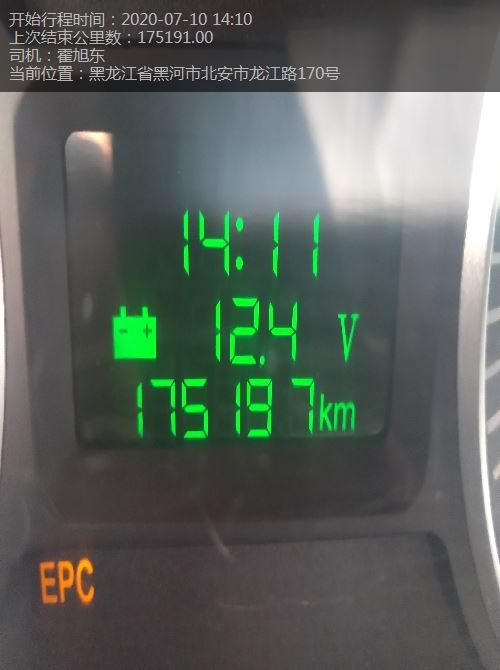 开始行程时间：2020-07-10 14:10
上次结束公里数：175191.00
司机：霍旭东
当前位置：黑龙江省黑河市北安市龙江路170号
14:11
12.4 V
175197km
EPC